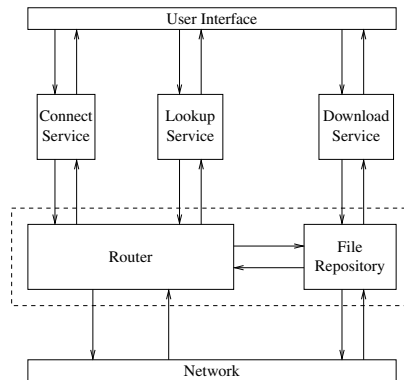 User Interface
Connect
Service
Lookup
Service
Download
Service
Router
File
Repository
Network